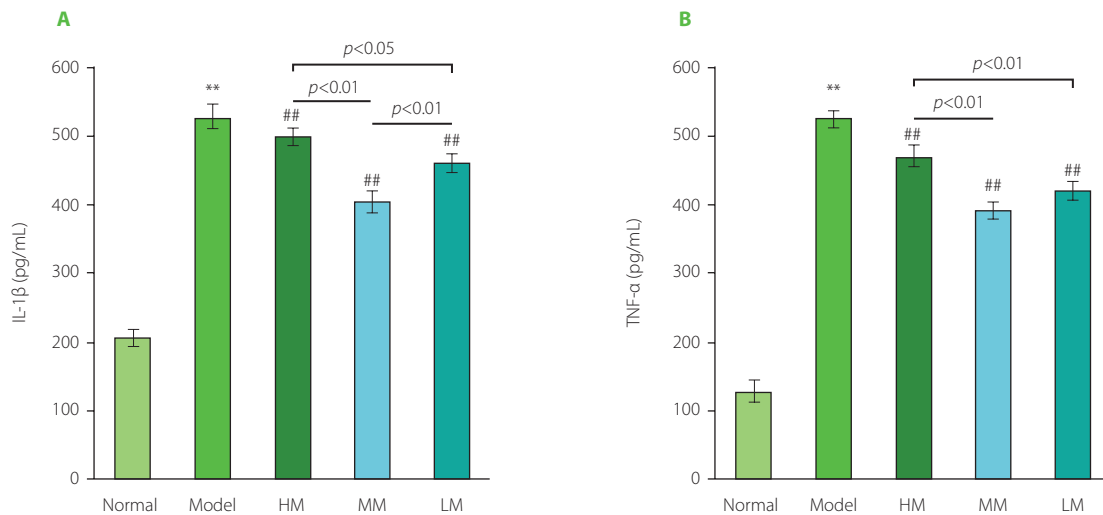 A
IL-1β (pg/mL)
600
500
400
300
200
100
0
p<0.05
p<0.01
p<0.01
**
##
##
##
Normal Model HM MM LM
B
TNF-α (pg/mL)
600
500
400
300
200
100
0
p<0.01
p<0.01
**
##
##
##
Normal Model HM MM LM